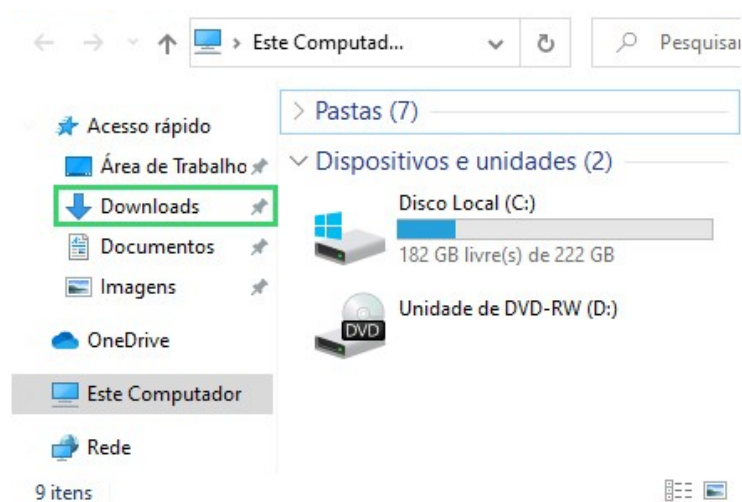 Este Computad...
Pesquisar
Acesso rápido
Área de Trabalho
Downloads
Documentos
Imagens
OneDrive
Este Computador
Rede
Pastas (7)
Dispositivos e unidades (2)
Disco Local (C:)
182 GB livre(s) de 222 GB
DVD
Unidade de DVD-RW (D:)
9 itens